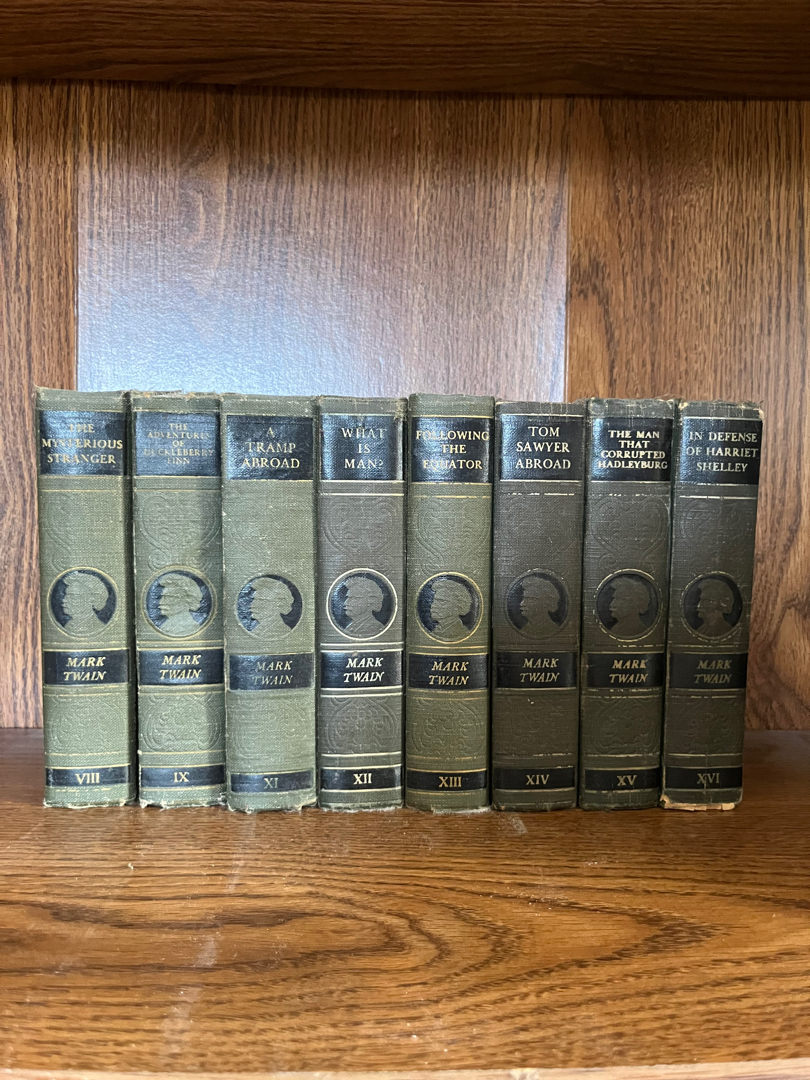 THE
MYSTERIOUS
STRANGER
MARK
TWAIN
VIII
THE
ADVENTURES
OF
HUCKLEBERRY
FINN
MARK
TWAIN
IX
A
TRAMP
ABROAD
MARK
TWAIN
XI
WHAT
IS
MAN?
MARK
TWAIN
XII
FOLLOWING
THE
EQUATOR
MARK
TWAIN
XIII
TOM
SAWYER
ABROAD
MARK
TWAIN
XIV
THE MAN
THAT
CORRUPTED
HADLEYBURG
MARK
TWAIN
XV
IN DEFENSE
OF HARRIET
SHELLEY
MARK
TWAIN
XVI